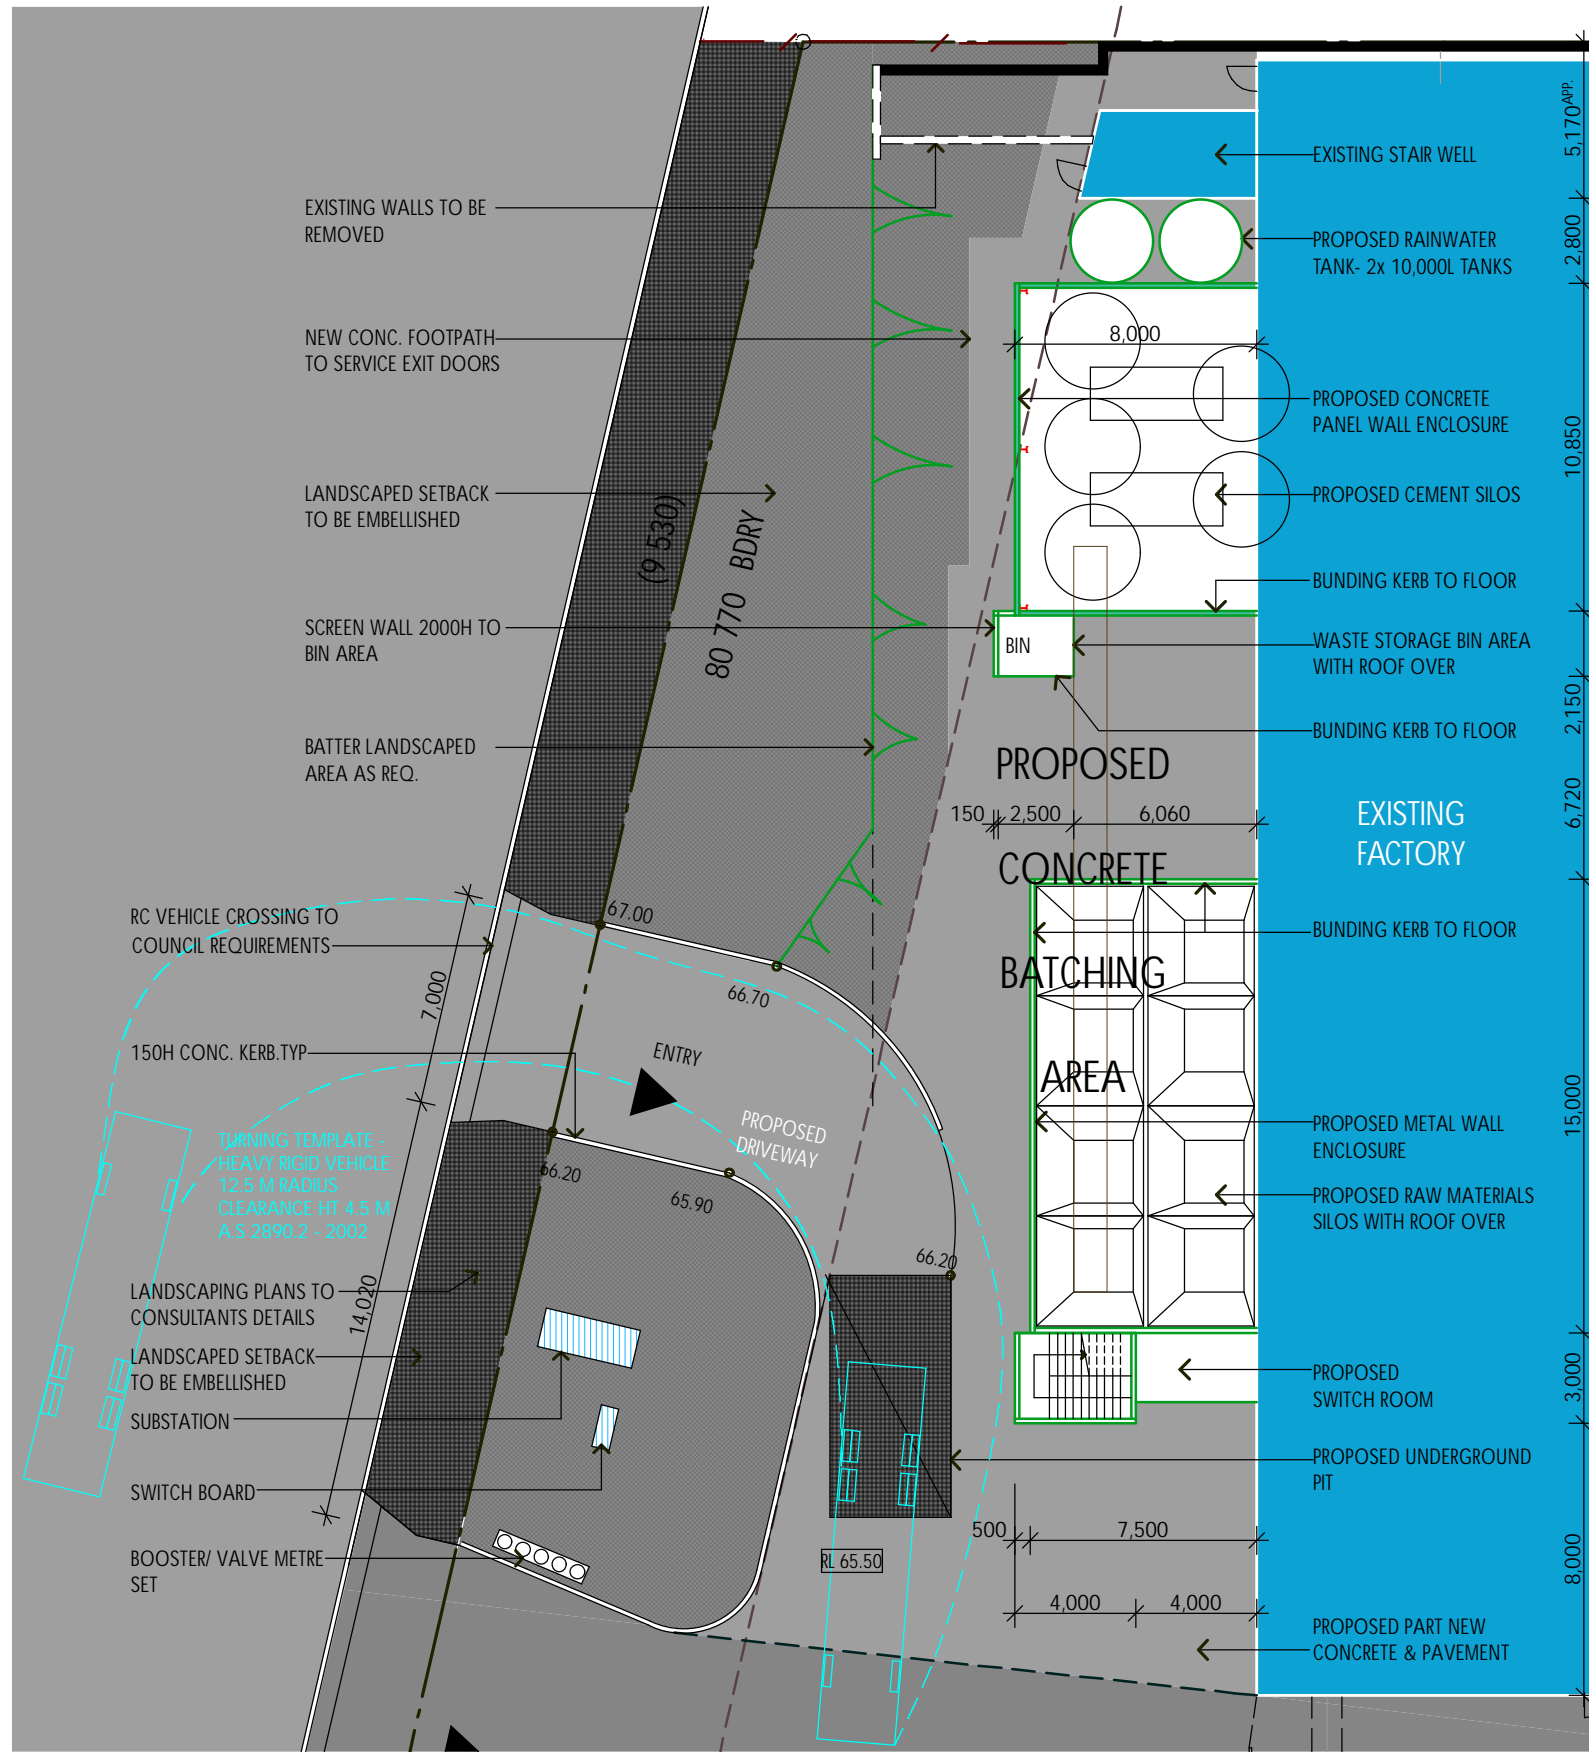 5,170 APP.
EXISTING STAIR WELL
EXISTING WALLS TO BE
REMOVED
2,800
PROPOSED RAINWATER
TANK- 2x 10,000L TANKS
NEW CONC. FOOTPATH
TO SERVICE EXIT DOORS
8,000
PROPOSED CONCRETE
PANEL WALL ENCLOSURE
10,850
LANDSCAPED SETBACK
TO BE EMBELLISHED
(9 530)
80 770 BDRY
PROPOSED CEMENT SILOS
BUNDING KERB TO FLOOR
SCREEN WALL 2000H TO
BIN AREA
BIN
WASTE STORAGE BIN AREA
WITH ROOF OVER
2,150
BUNDING KERB TO FLOOR
BATTER LANDSCAPED
AREA AS REQ.
PROPOSED
CONCRETE
BATCHING
AREA
150
2,500
6,060
EXISTING
FACTORY
6,720
RC VEHICLE CROSSING TO
COUNCIL REQUIREMENTS
67.00
66.70
BUNDING KERB TO FLOOR
7,000
150H CONC. KERB.TYP
ENTRY
PROPOSED
DRIVEWAY
15,000
PROPOSED METAL WALL
ENCLOSURE
TURNING TEMPLATE -
HEAVY RIGID VEHICLE
12.5 M RADIUS
CLEARANCE HT 4.5 M
A.S 2890.2 - 2002
66.20
65.90
PROPOSED RAW MATERIALS
SILOS WITH ROOF OVER
66.20
LANDSCAPING PLANS TO
CONSULTANTS DETAILS
14,020
LANDSCAPED SETBACK
TO BE EMBELLISHED
PROPOSED
SWITCH ROOM
3,000
SUBSTATION
SWITCH BOARD
PROPOSED UNDERGROUND
PIT
500
7,500
BOOSTER/ VALVE METRE
SET
RL 65.50
8,000
4,000
4,000
PROPOSED PART NEW
CONCRETE & PAVEMENT